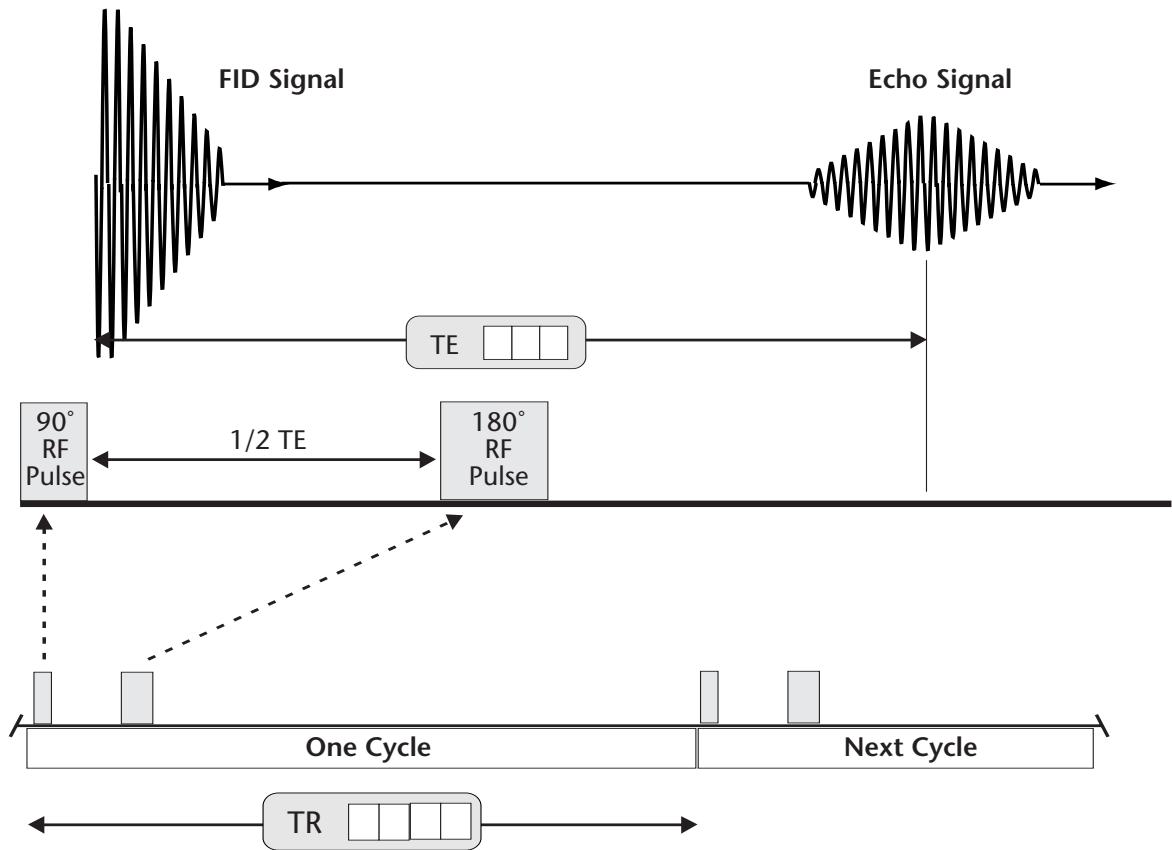 FID Signal
Echo Signal
TE
90°
RF
Pulse
1/2 TE
180°
RF
Pulse
One Cycle
Next Cycle
TR